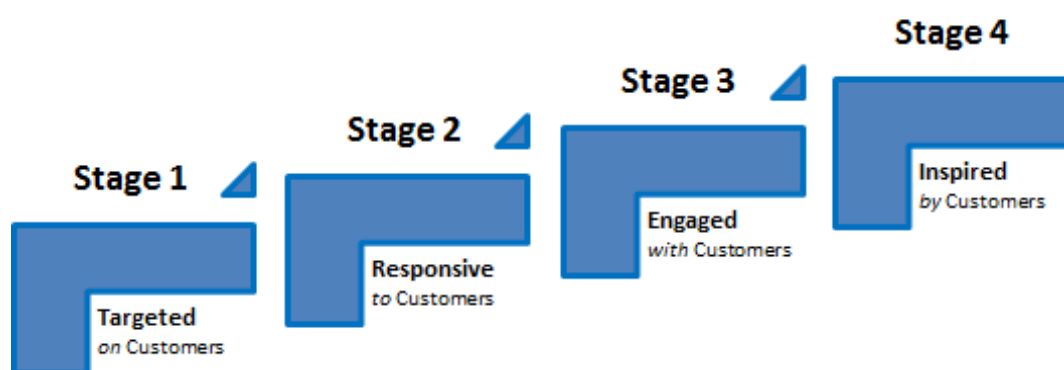 Stage 1
Targeted
on Customers
Stage 2
Responsive
to Customers
Stage 3
Engaged
with Customers
Stage 4
Inspired
by Customers